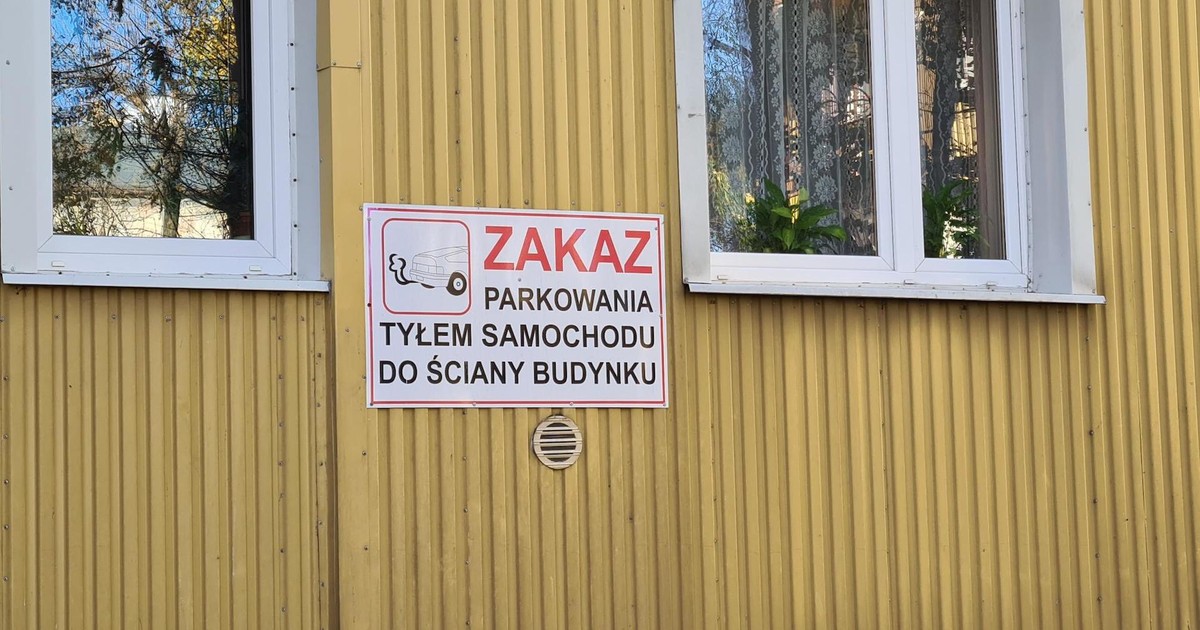 ZAKAZ
PARKOWANIA
TYŁEM SAMOCHODU
DO ŚCIANY BUDYNKU